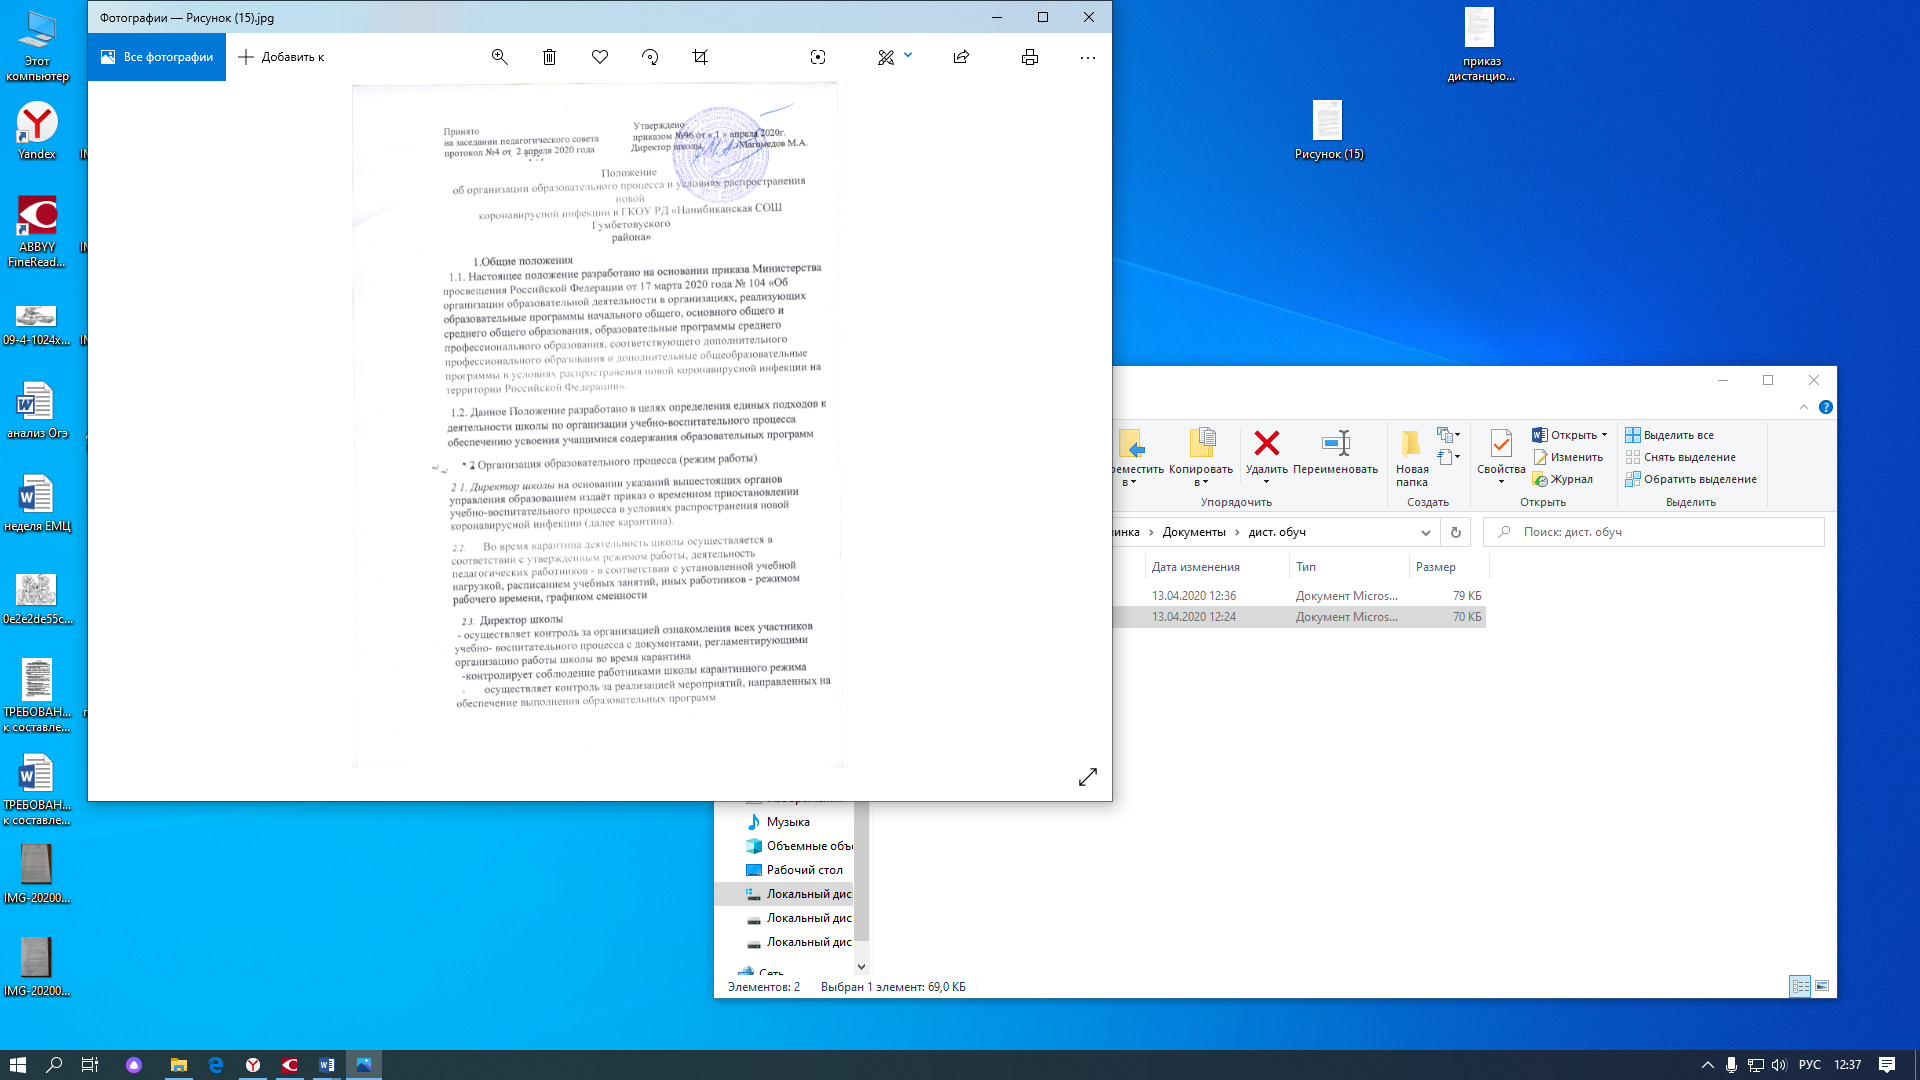 Фотографии — Рисунок (15).jpg
Все фотографии
Добавить к
Принято
на заседании педагогического совета
протокол №4 от 2 апреля 2020 года
Утверждено
приказом №96 от « 1 » апреля 2020г.
Директор школы Магомедов М.А.
Положение
об организации образовательного процесса и условиях распространения
новой
коронавирусной инфекции в ГКОУ РД «Нанибиканская СОШ
Гумбетовуского
района»
1.Общие положения
1.1. Настоящее положение разработано на основании приказа Министерства
просвещения Российской Федерации от 17 марта 2020 года № 104 «Об
организации образовательной деятельности в организациях, реализующих
образовательные программы начального общего, основного общего и
среднего общего образования, образовательные программы среднего
профессионального образования, соответствующего дополнительного
профессионального образования и дополнительные общеобразовательные
программы в условиях распространения новой коронавирусной инфекции на
территории Российской Федерации».
1.2. Данное Положение разработано в целях определения единых подходов к
деятельности школы по организации учебно-воспитательного процесса
обеспечению усвоения учащимися содержания образовательных программ
2 Организация образовательного процесса (режим работы)
2 1. Директор школы на основании указаний вышестоящих органов
управления образованием издаёт приказ о временном приостановлении
учебно-воспитательного процесса в условиях распространения новой
коронавирусной инфекции (далее карантина).
2.2. Во время карантина деятельность школы осуществляется в
соответствии с утвержденным режимом работы, деятельность
педагогических работников - в соответствии с установленной учебной
нагрузкой, расписанием учебных занятий, иных работников - режимом
рабочего времени, графиком сменности
2.3. Директор школы
- осуществляет контроль за организацией ознакомления всех участников
учебно- воспитательного процесса с документами, регламентирующими
организацию работы школы во время карантина
-контролирует соблюдение работниками школы карантинного режима
- осуществляет контроль за реализацией мероприятий, направленных на
обеспечение выполнения образовательных программ
Этот
компьютер
Yandex
ABBYY
FineRead...
09-4-1024x...
анализ Огэ
неделя ЕМЦ
0e2e2de55c...
ТРЕБОВАН...
к составле...
ТРЕБОВАН...
к составле...
IMG-20200...
IMG-20200...
приказ
дистанцио...
Рисунок (15)
реместить
в
Копировать
в
Удалить
Переименовать
Упорядочить
Новая
папка
Создать
Свойства
Открыть
Изменить
Журнал
Открыть
Выделить все
Снять выделение
Обратить выделение
Выделить
инка › Документы › дист. обуч
Поиск: дист. обуч
Дата изменения Тип Размер
13.04.2020 12:36 Документ Micros... 79 КБ
13.04.2020 12:24 Документ Micros... 70 КБ
Музыка
Объемные объ
Рабочий стол
Локальный дис
Локальный дис
Локальный дис
Сеть
Элементов: 2 Выбран 1 элемент: 69,0 КБ
РУС 12:37